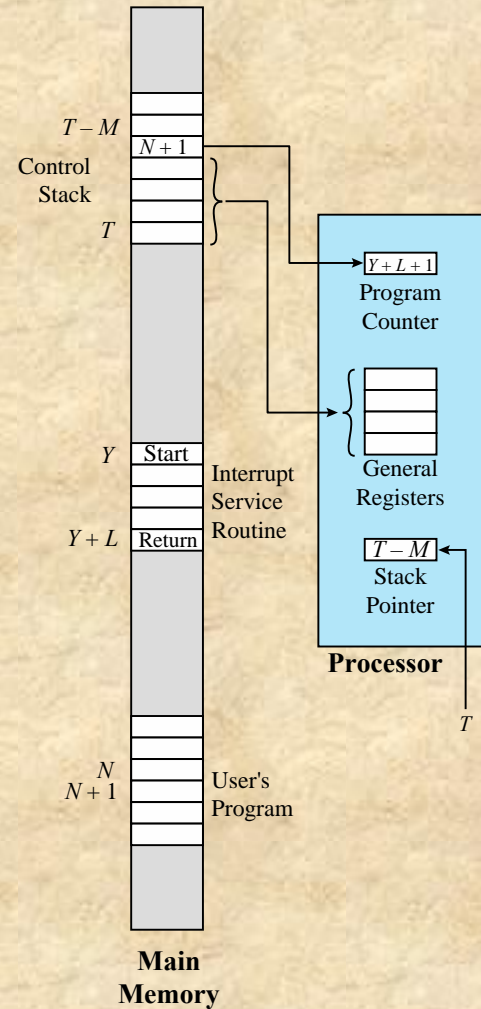 T – M
N + 1
Control
Stack
T
Y + L + 1
Program
Counter
Y
Start
Interrupt
Service
Routine
General
Registers
Y + L
Return
T – M
Stack
Pointer
Processor
T
N
N + 1
User's
Program
Main
Memory